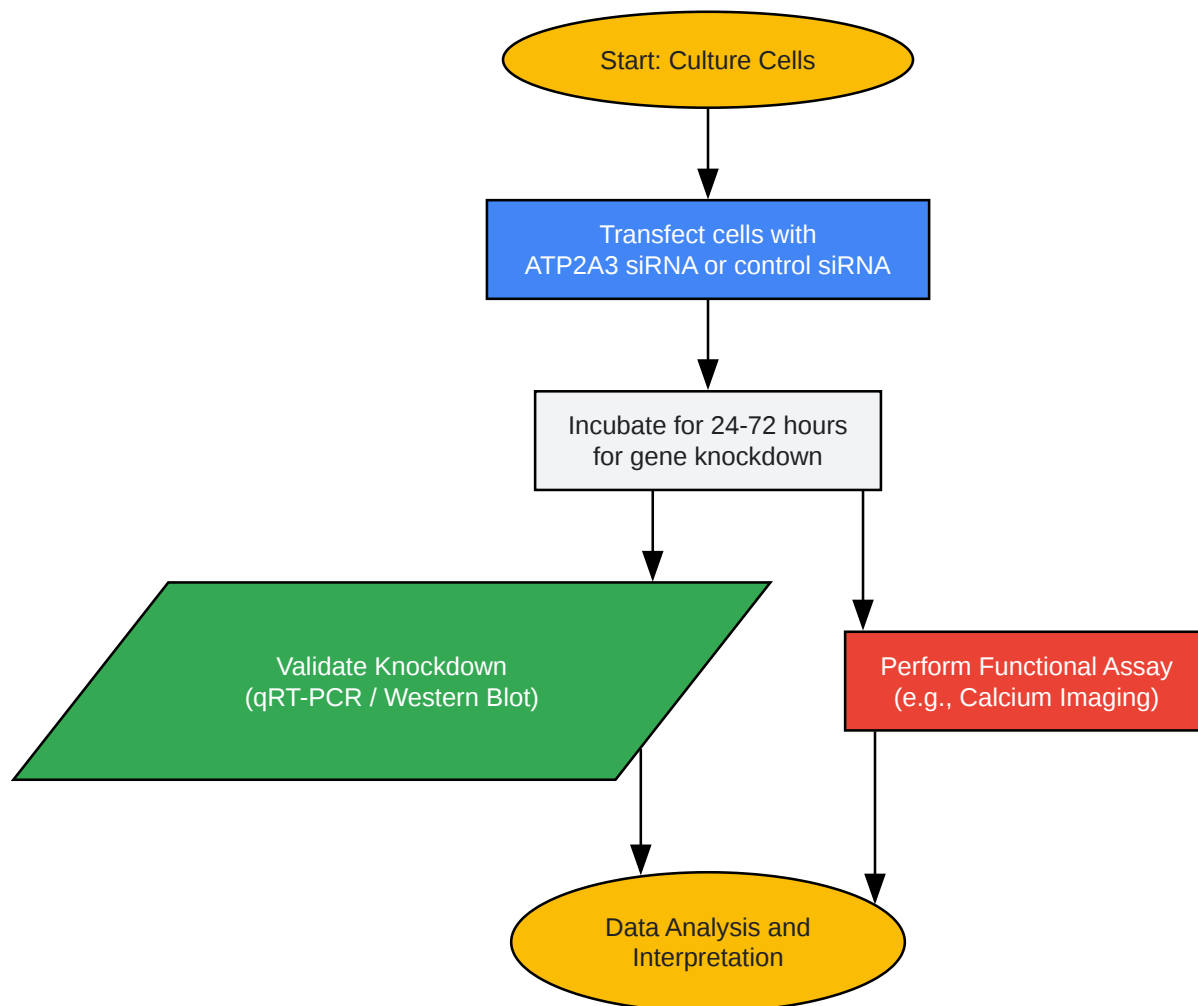 Start: Culture Cells
Transfect cells with
ATP2A3 siRNA or control siRNA
Incubate for 24-72 hours
for gene knockdown
Validate Knockdown
(qRT-PCR / Western Blot)
Perform Functional Assay
(e.g., Calcium Imaging)
Data Analysis and
Interpretation